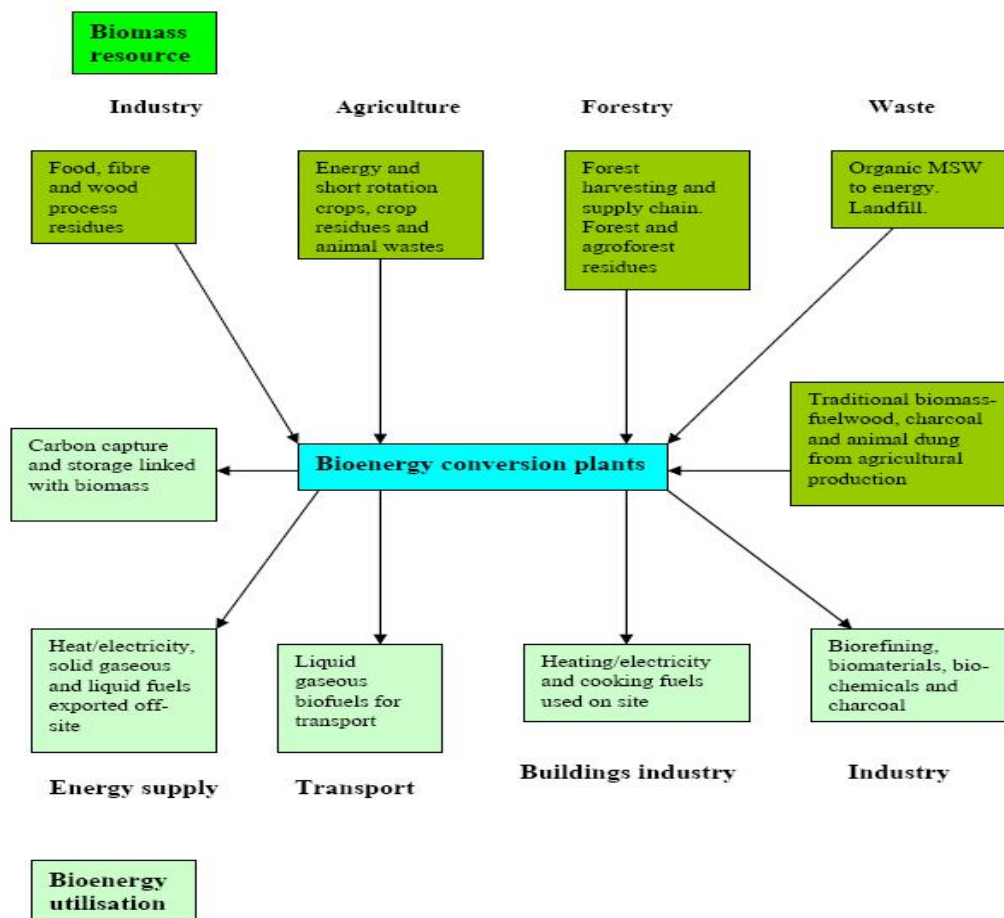 Biomass
resource
Industry
Agriculture
Forestry
Waste
Food, fibre
and wood
process
residues
Energy and
short rotation
crops, crop
residues and
animal wastes
Forest
harvesting and
supply chain.
Forest and
agroforest
residues
Organic MSW
to energy.
Landfill.
Carbon capture
and storage linked
with biomass
Bioenergy conversion plants
Traditional biomass-
fuelwood, charcoal
and animal dung
from agricultural
production
Heat/electricity,
solid gaseous
and liquid fuels
exported off-
site
Liquid
gaseous
biofuels for
transport
Heating/electricity
and cooking fuels
used on site
Biorefining,
biomaterials, bio-
chemicals and
charcoal
Energy supply
Transport
Buildings industry
Industry
Bioenergy
utilisation